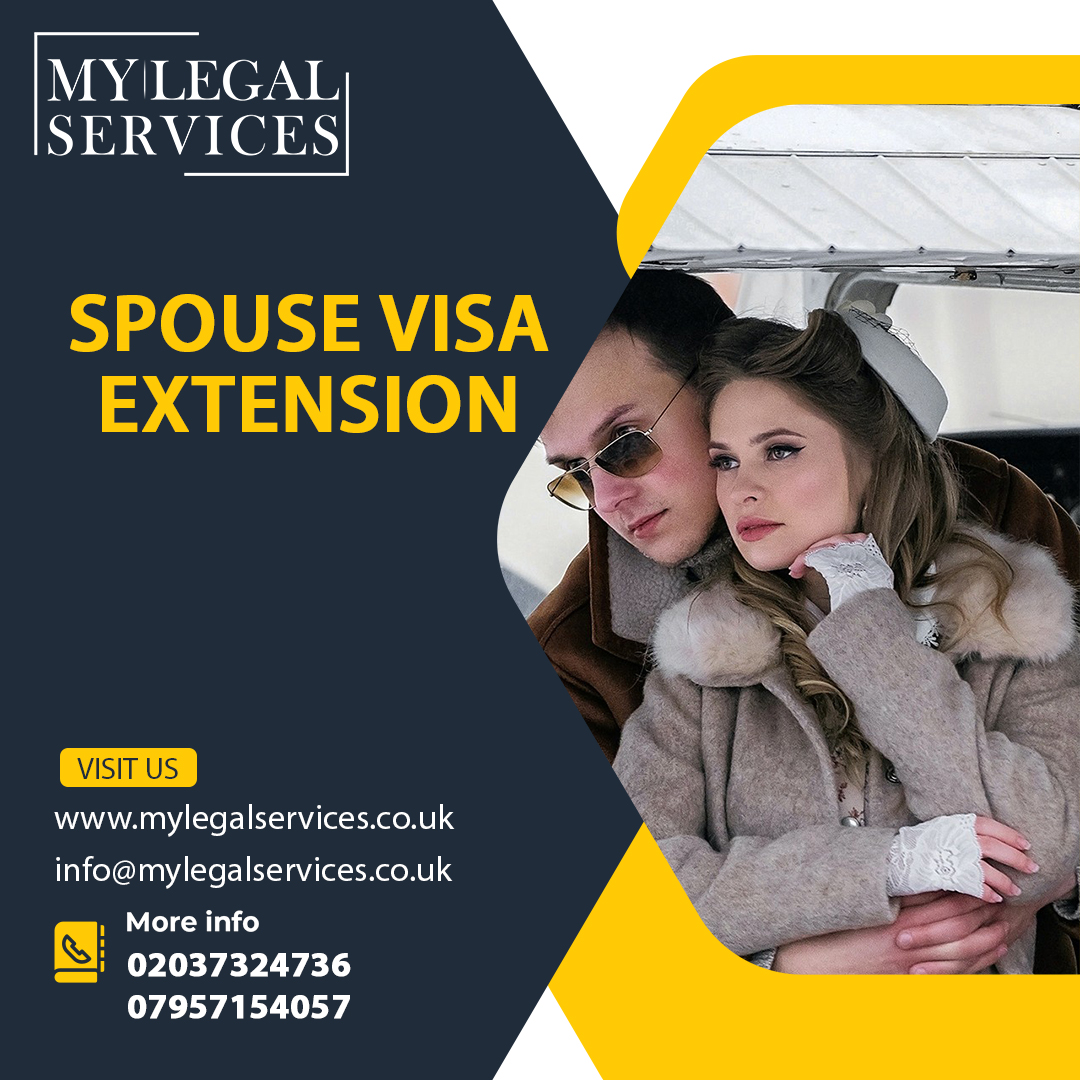 MY LEGAL
SERVICES
SPOUSE VISA
EXTENSION
VISIT US
www.mylegalservices.co.uk
info@mylegalservices.co.uk
More info
02037324736
07957154057